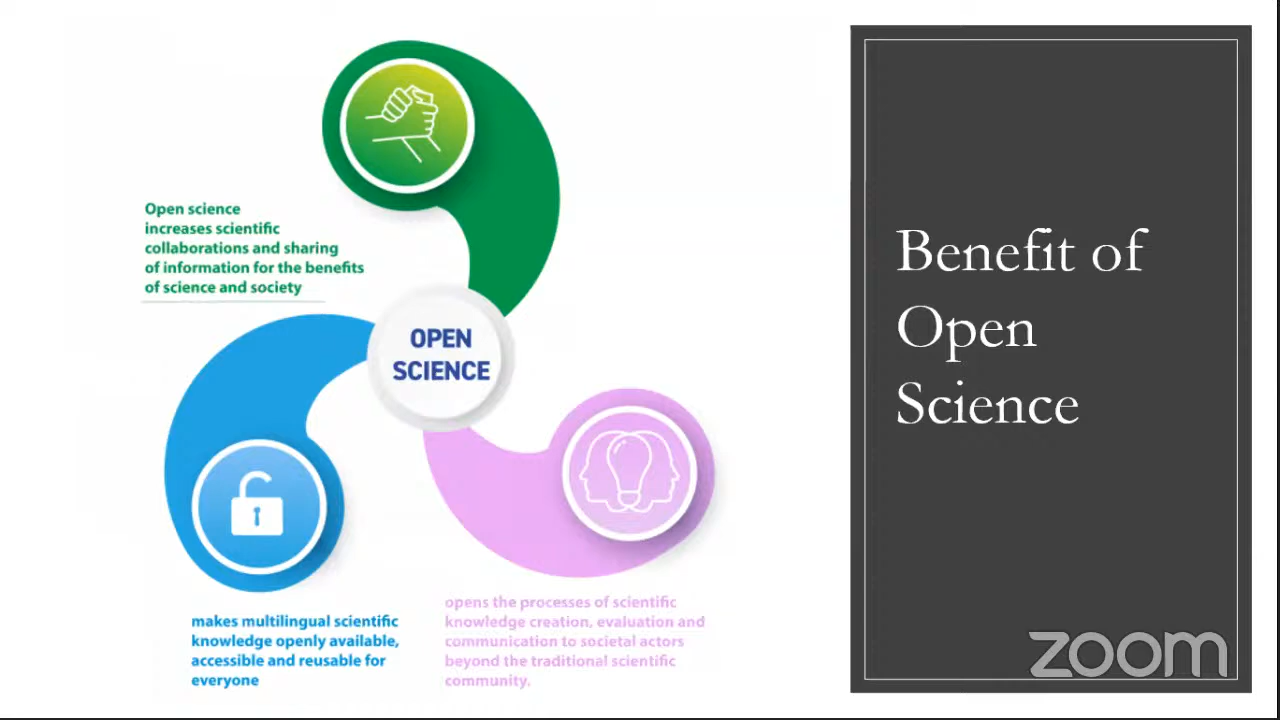 Open science
increases scientific
collaborations and sharing
of information for the benefits
of science and society
OPEN
SCIENCE
makes multilingual scientific
knowledge openly available,
accessible and reusable for
everyone
opens the processes of scientific
knowledge creation, evaluation and
communication to societal actors
beyond the traditional scientific
community.
Benefit of
Open
Science
zoom